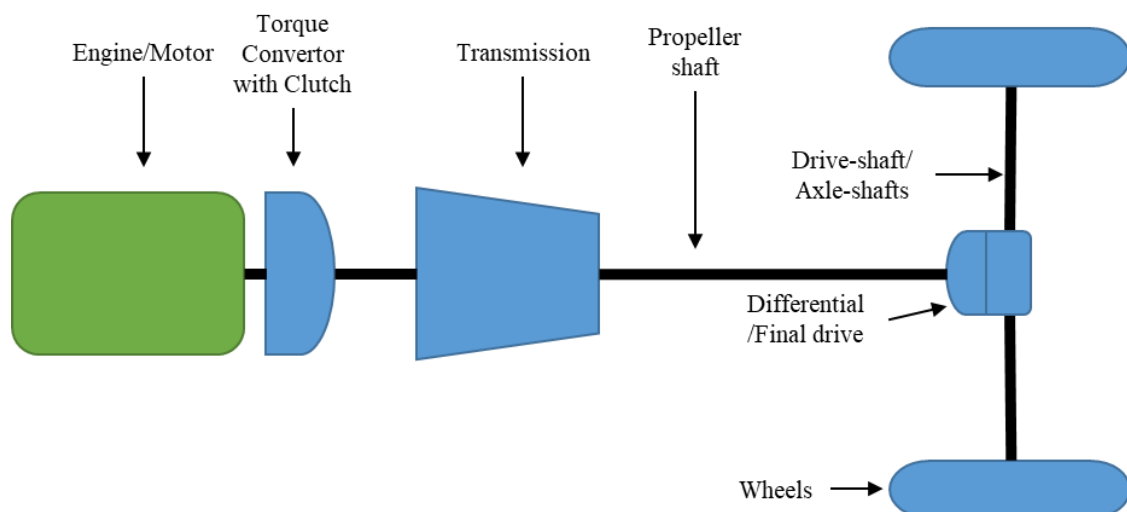 Engine/Motor
Torque
Convertor
with Clutch
Transmission
Propeller
shaft
Drive-shaft/
Axle-shafts
Differential
/Final drive
Wheels